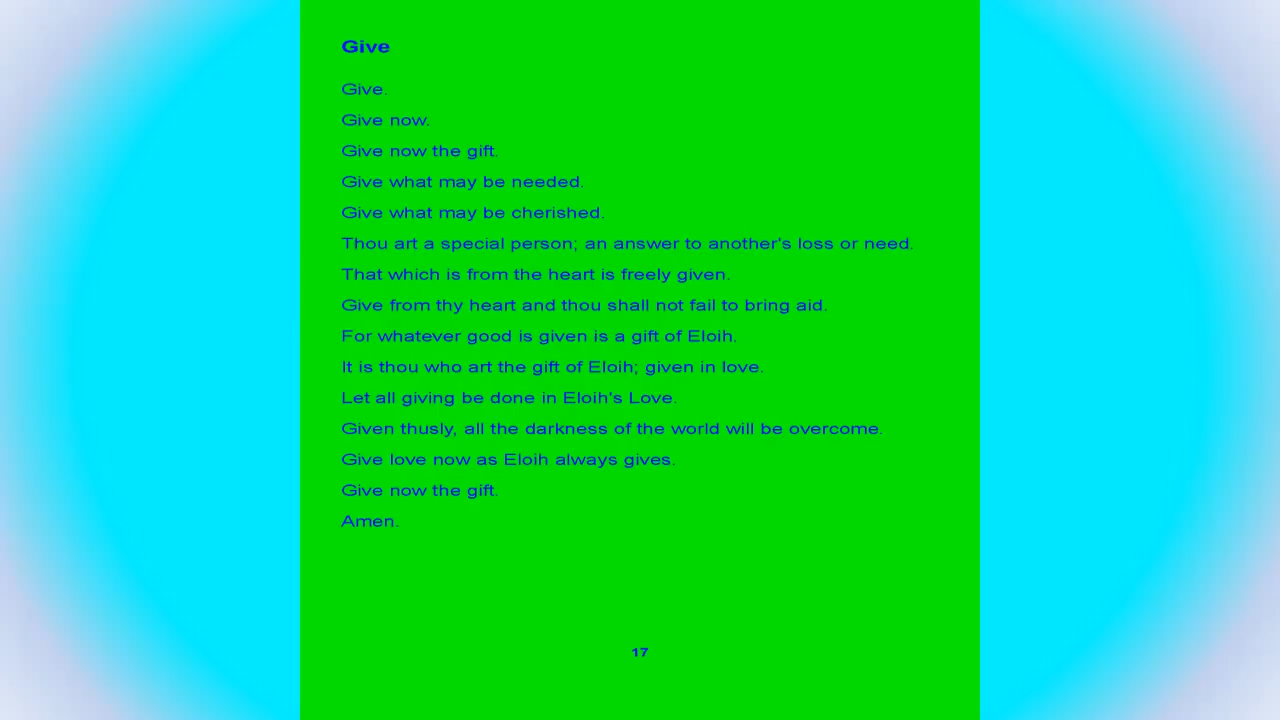 Give
Give.
Give now.
Give now the gift.
Give what may be needed.
Give what may be cherished.
Thou art a special person; an answer to another's loss or need.
That which is from the heart is freely given.
Give from thy heart and thou shall not fail to bring aid.
For whatever good is given is a gift of Eloih.
It is thou who art the gift of Eloih; given in love.
Let all giving be done in Eloih's Love.
Given thusly, all the darkness of the world will be overcome.
Give love now as Eloih always gives.
Give now the gift.
Amen.
17